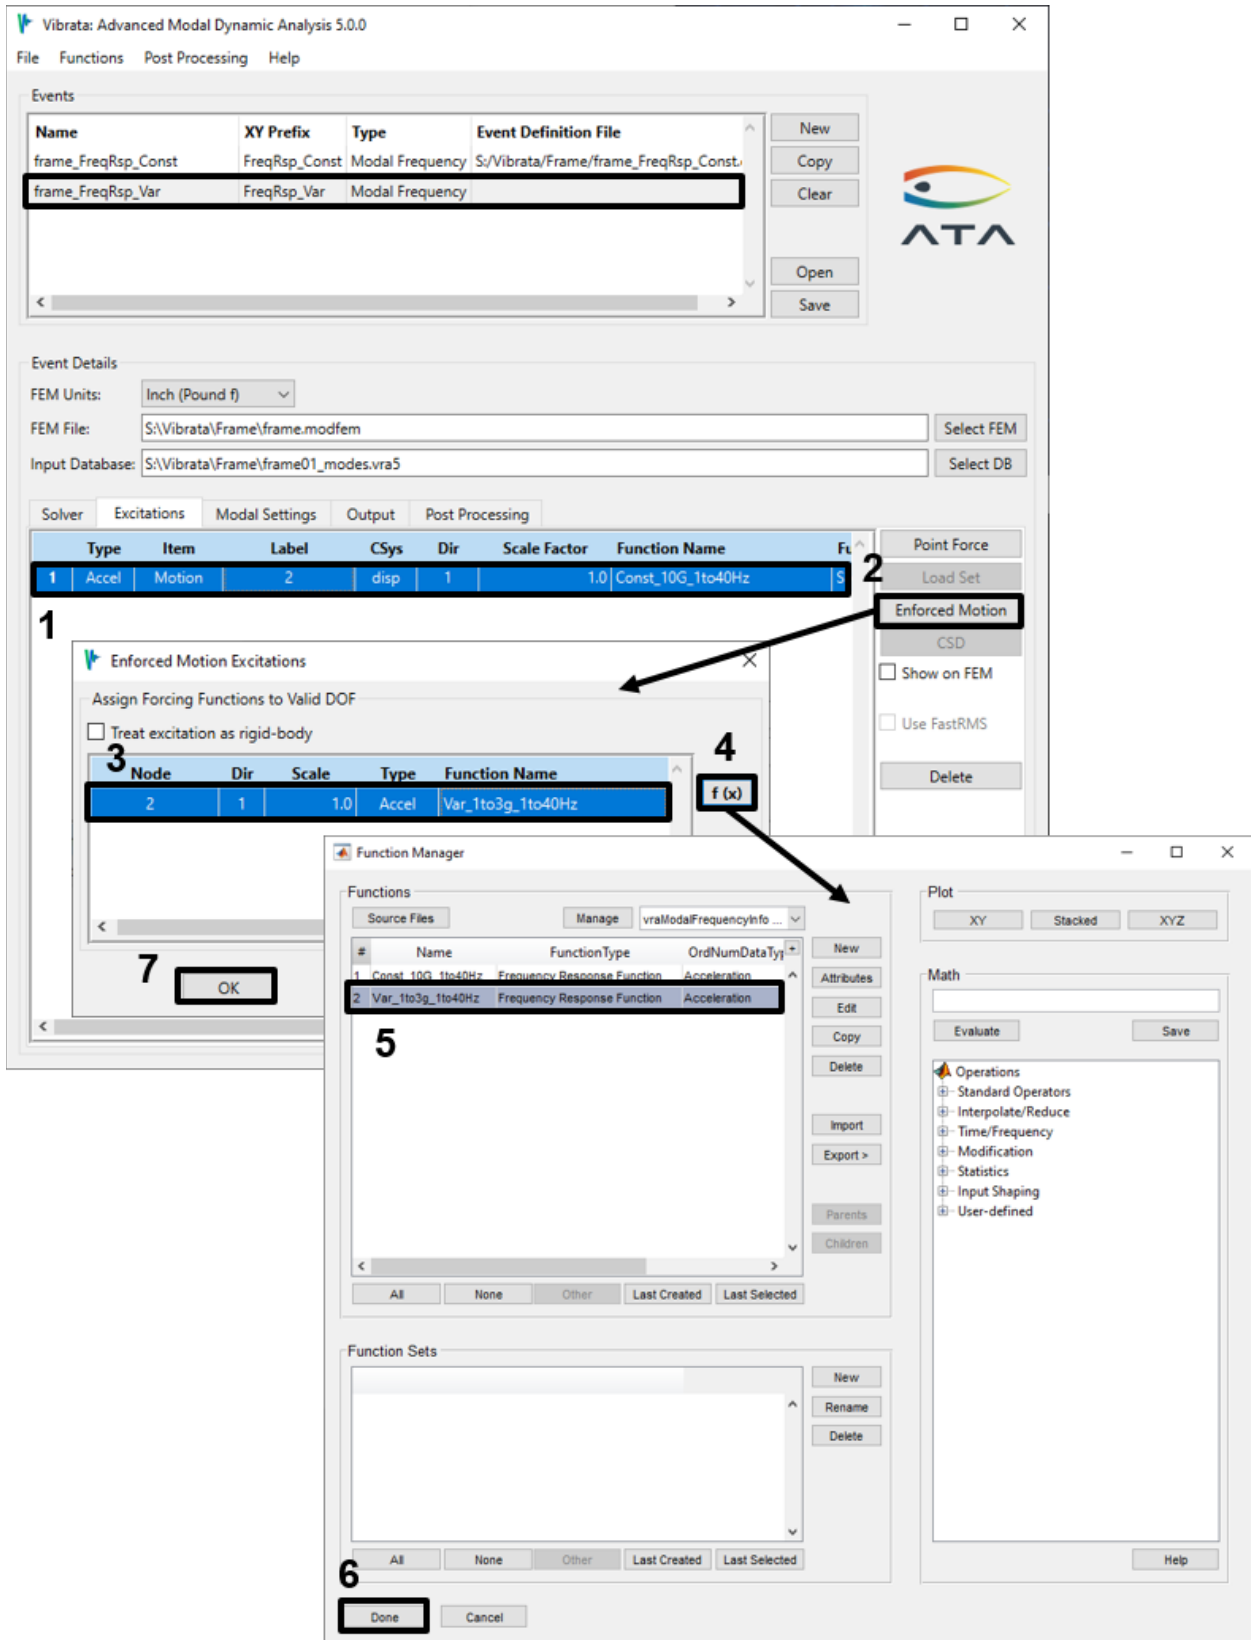 Vibrata: Advanced Modal Dynamic Analysis 5.0.0
File Functions Post Processing Help
Events
Name XY Prefix Type Event Definition File
frame_FreqRsp_Const FreqRsp_Const Modal Frequency S:/Vibrata/Frame/frame_FreqRsp_Const.
frame_FreqRsp_Var FreqRsp_Var Modal Frequency
New
Copy
Clear
Open
Save
ATA
Event Details
FEM Units: Inch (Pound f)
FEM File: S:\Vibrata\Frame\frame.modfem Select FEM
Input Database: S:\Vibrata\Frame\frame01_modes.vra5 Select DB
Solver Excitations Modal Settings Output Post Processing
Type Item Label CSys Dir Scale Factor Function Name Fu
1 Accel Motion 2 disp 1 1.0 Const_10G_1to40Hz S
1
2
Point Force
Load Set
Enforced Motion
CSD
Show on FEM
Use FastRMS
Delete
Enforced Motion Excitations
Assign Forcing Functions to Valid DOF
Treat excitation as rigid-body
3
4
Node Dir Scale Type Function Name
2 1 1.0 Accel Var_1to3g_1to40Hz
f (x)
7
OK
Function Manager
Functions
Source Files Manage vraModalFrequencyInfo ...
# Name FunctionType OrdNumDataTyp +
1 Const_10G_1to40Hz Frequency Response Function Acceleration
2 Var_1to3g_1to40Hz Frequency Response Function Acceleration
5
New
Attributes
Edit
Copy
Delete
Import
Export >
Parents
Children
All None Other Last Created Last Selected
Function Sets
New
Rename
Delete
All None Other Last Created Last Selected
6
Done Cancel
Plot
XY Stacked XYZ
Math
Evaluate Save
Operations
Standard Operators
Interpolate/Reduce
Time/Frequency
Modification
Statistics
Input Shaping
User-defined
Help